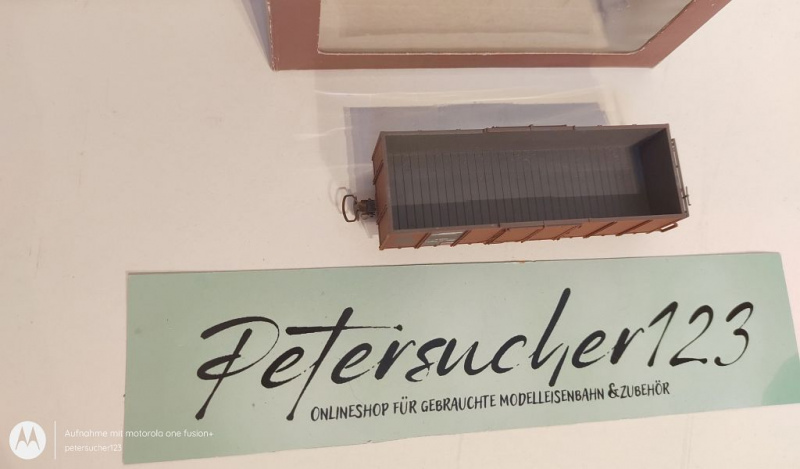 Petersucher123
ONLINESHOP FÜR GEBRAUCHTE MODELLEISENBAHN & ZUBEHÖR
Aufnahme mit motorola one fusion+
petersucher123